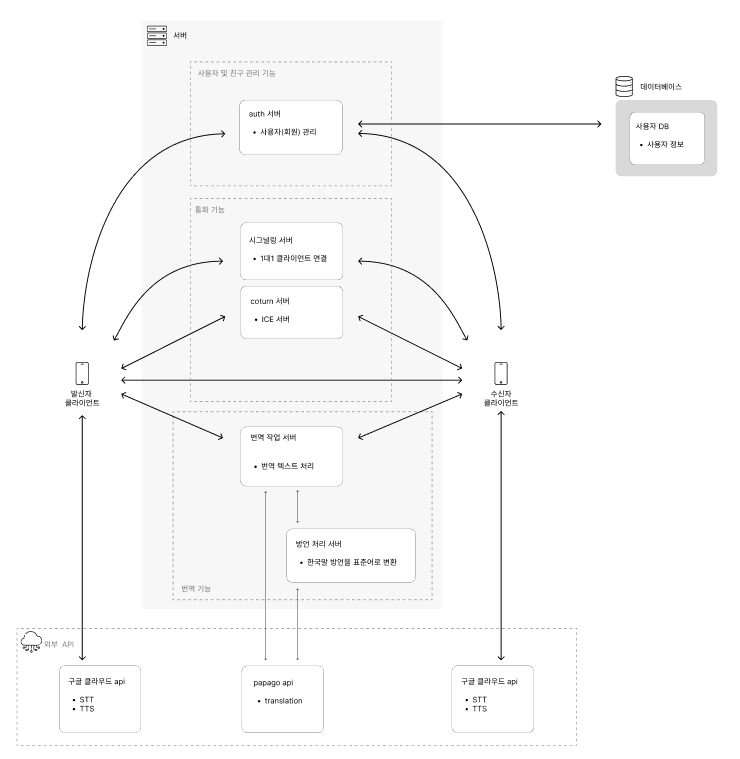 서버
사용자 및 친구 관리 기능
auth 서버
• 사용자(회원) 관리
데이터베이스
사용자 DB
• 사용자 정보
통화 기능
시그널링 서버
• 1대1 클라이언트 연결
coturn 서버
• ICE 서버
발신자
클라이언트
수신자
클라이언트
번역 작업 서버
• 번역 텍스트 처리
방언 처리 서버
• 한국말 방언을 표준어로 변환
번역 기능
외부 API
구글 클라우드 api
• STT
• TTS
papago api
• translation
구글 클라우드 api
• STT
• TTS